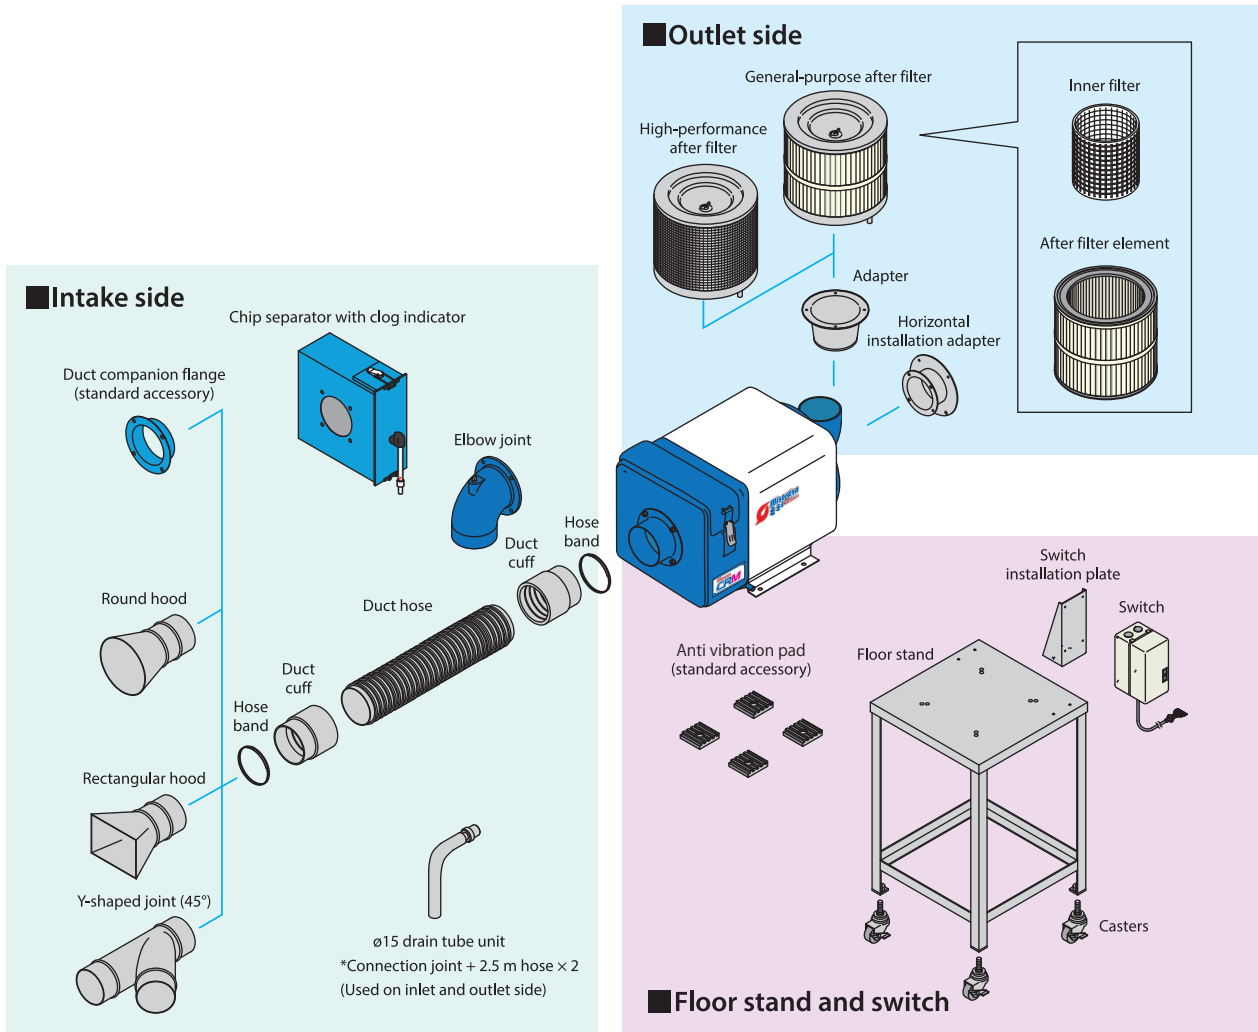 ■Outlet side
General-purpose after filter
High-performance
after filter
Inner filter
After filter element
Adapter
Horizontal
installation adapter
■Intake side
Chip separator with clog indicator
Duct companion flange
(standard accessory)
Elbow joint
Hose
band
Duct
cuff
Duct hose
Round hood
Duct
cuff
Hose
band
Rectangular hood
Y-shaped joint (45°)
ø15 drain tube unit
*Connection joint + 2.5 m hose × 2
(Used on inlet and outlet side)
CRM
Switch
installation plate
Switch
Anti vibration pad
(standard accessory)
Floor stand
Casters
■Floor stand and switch